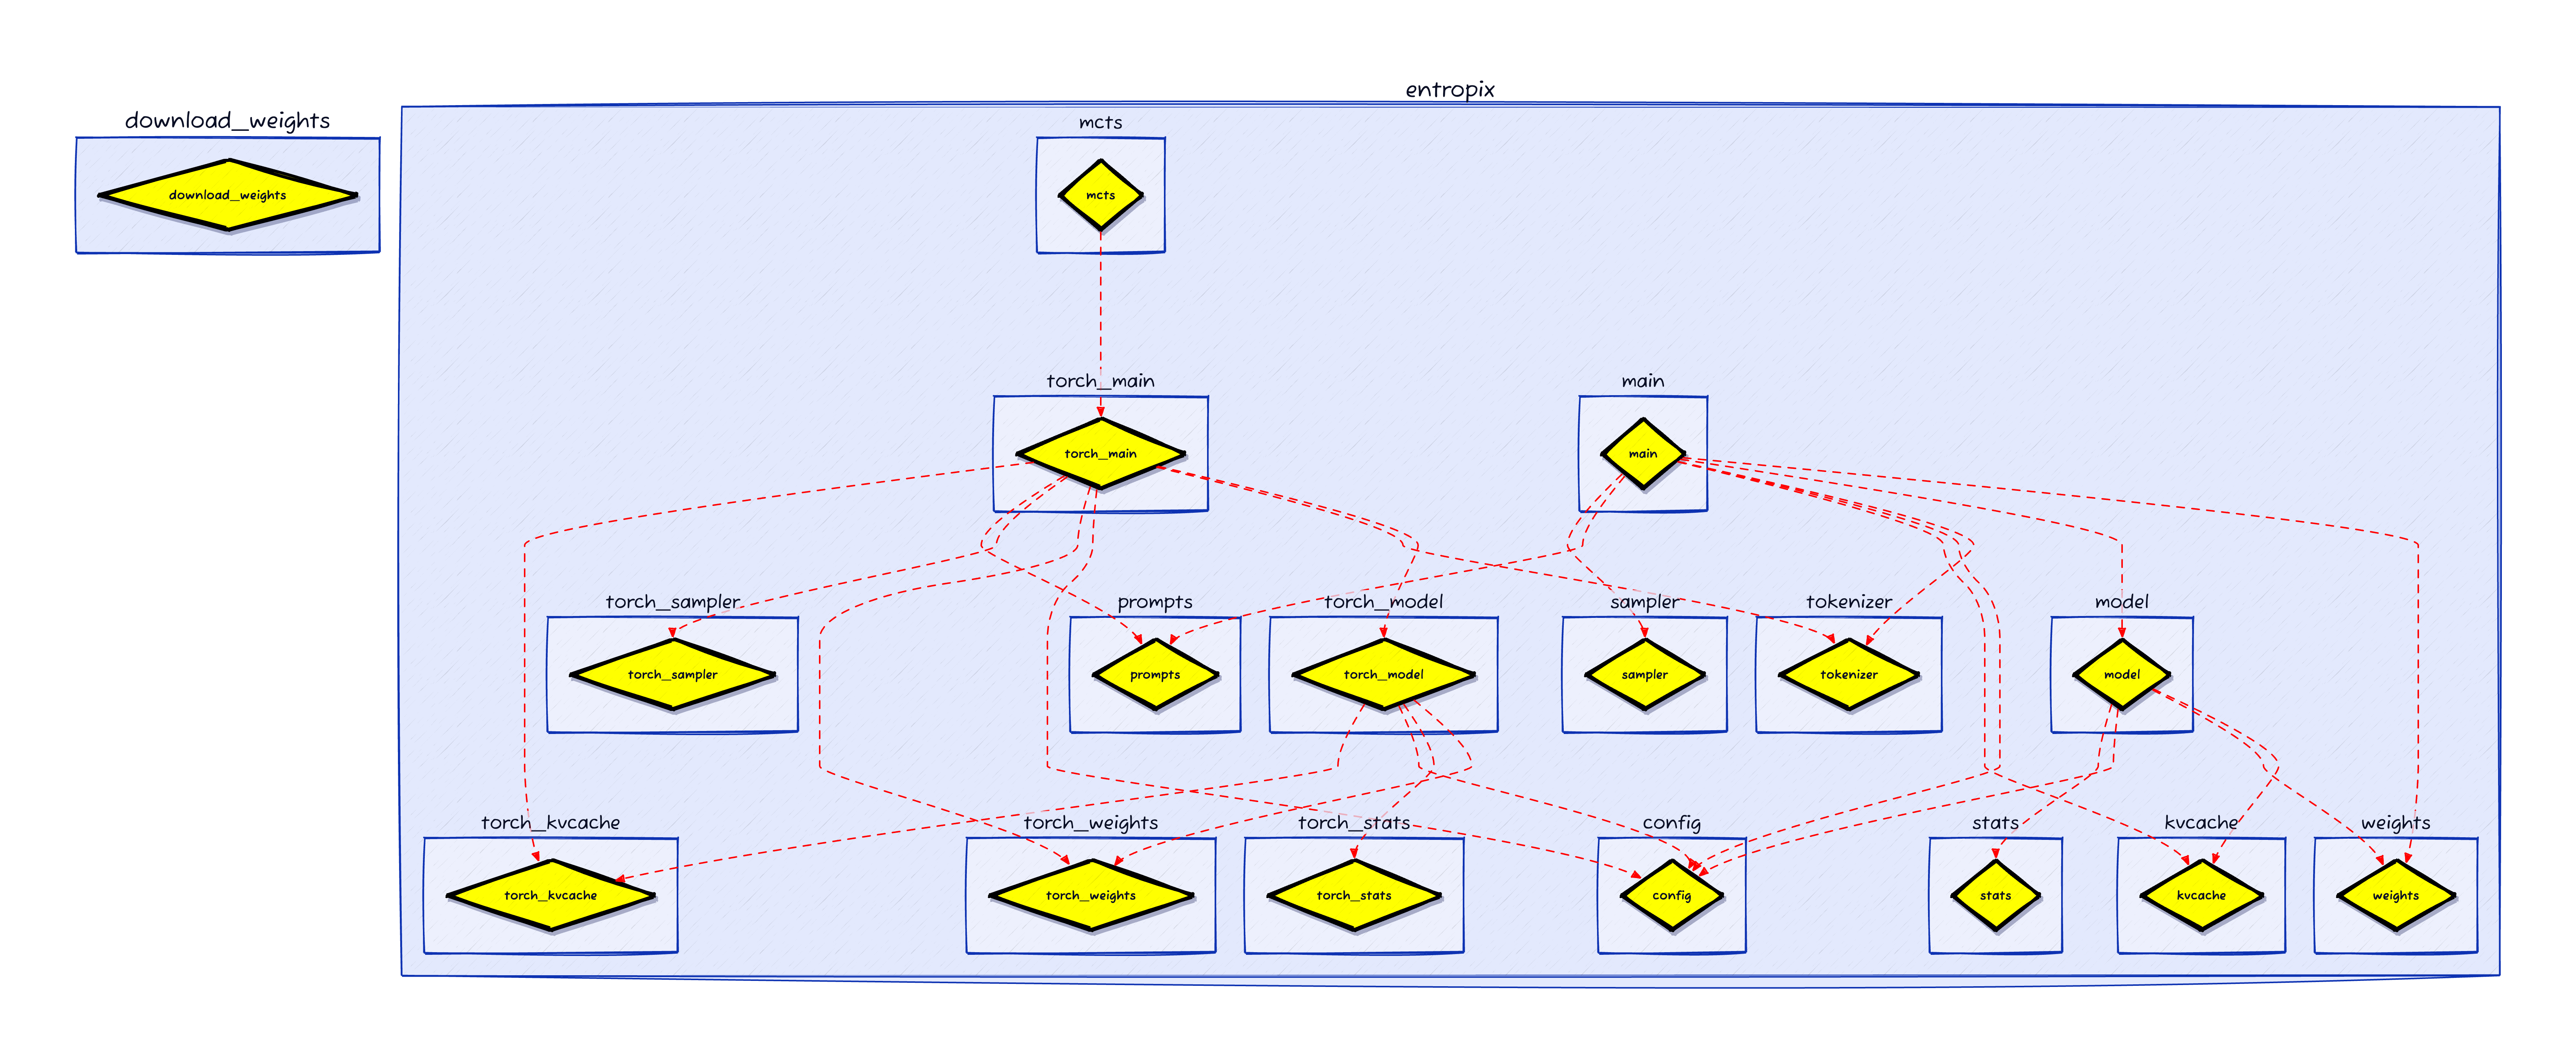 entropix
download_weights
download_weights
mcts
mcts
torch_main
torch_main
main
main
torch_sampler
torch_sampler
prompts
prompts
torch_model
torch_model
sampler
sampler
tokenizer
tokenizer
model
model
torch_kvcache
torch_kvcache
torch_weights
torch_weights
torch_stats
torch_stats
config
config
stats
stats
kvcache
kvcache
weights
weights